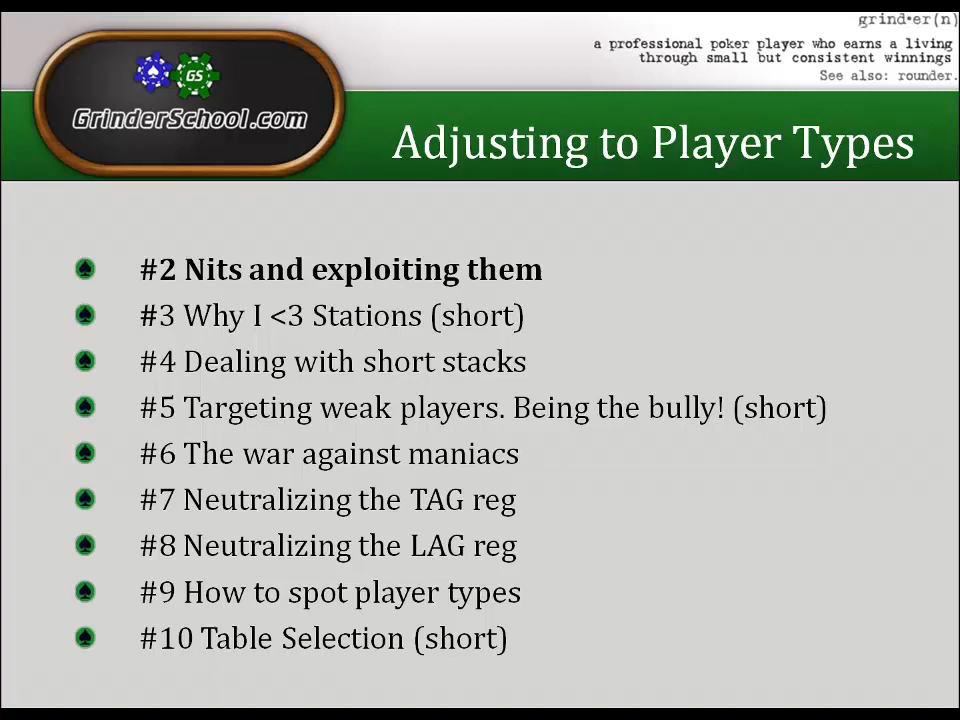 grind•er(n)
a professional poker player who earns a living
through small but consistent winnings
See also: rounder.
GS
GrinderSchool.com
Adjusting to Player Types
#2 Nits and exploiting them
#3 Why I <3 Stations (short)
#4 Dealing with short stacks
#5 Targeting weak players. Being the bully! (short)
#6 The war against maniacs
#7 Neutralizing the TAG reg
#8 Neutralizing the LAG reg
#9 How to spot player types
#10 Table Selection (short)